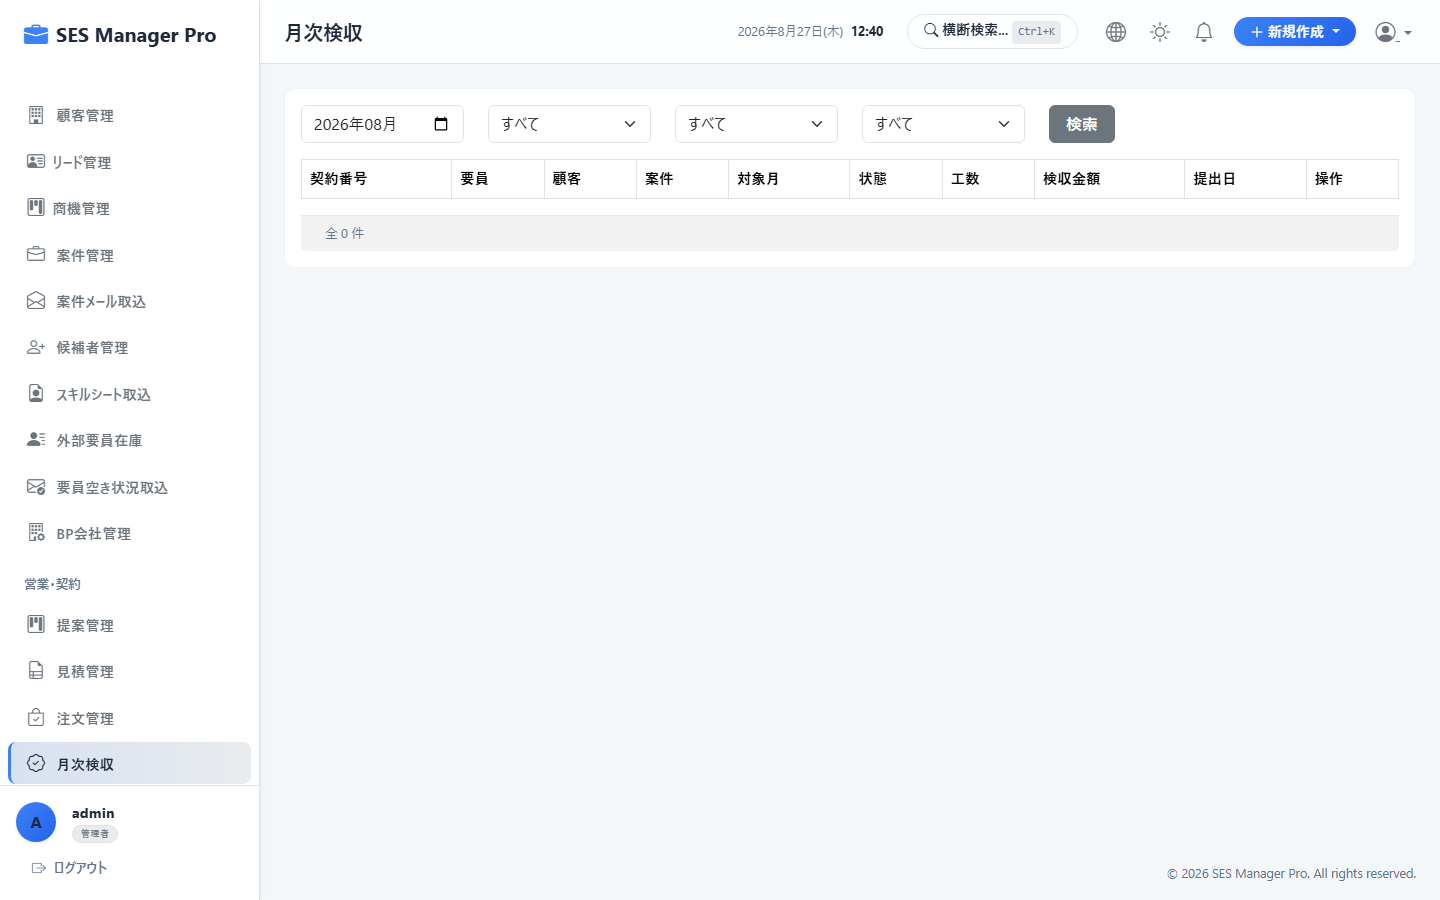 SES Manager Pro
月次検収
2026年8月27日(木) 12:40
横断検索... Ctrl+K
新規作成
顧客管理
リード管理
商機管理
案件管理
案件メール取込
候補者管理
スキルシート取込
外部要員在庫
要員空き状況取込
BP会社管理
営業・契約
提案管理
見積管理
注文管理
月次検収
A
admin
管理者
ログアウト
2026年08月 すべて すべて すべて 検索
契約番号 要員 顧客 案件 対象月 状態 工数 検収金額 提出日 操作
全 0 件
© 2026 SES Manager Pro. All rights reserved.